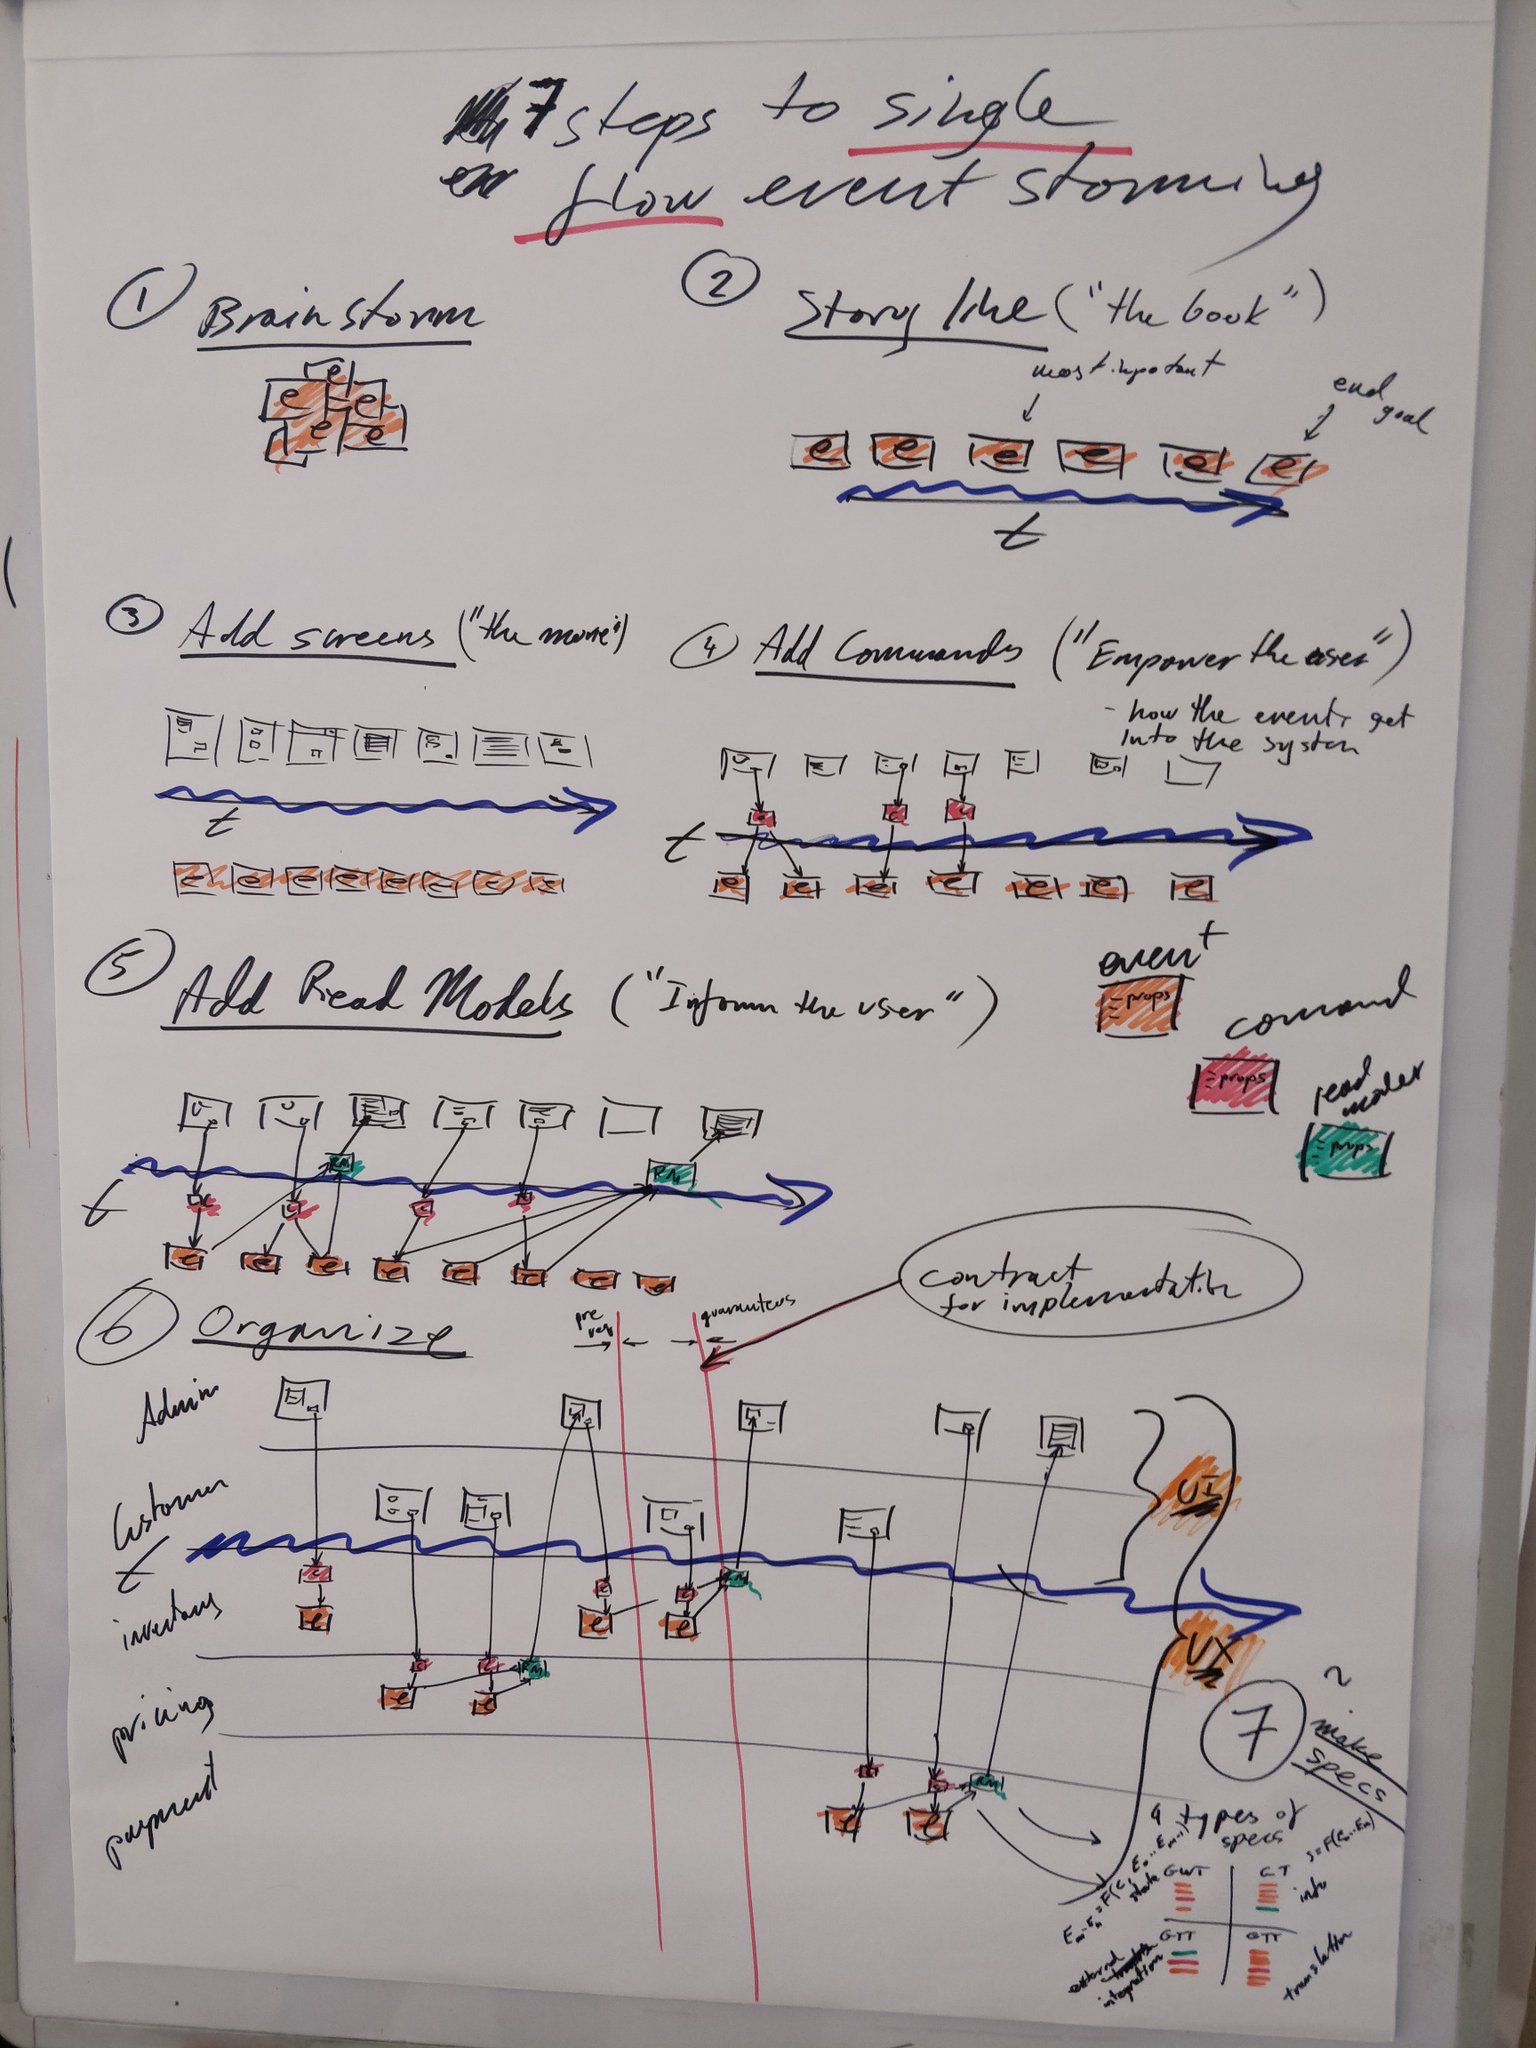 7 steps to single
flow event storming
1 Brainstorm
e
e e
e e
2 Story like ("the book")
most important
end
goal
e e e e e e
t
3 Add screens ("the movie")
t
e e e e e e e e
4 Add Commands ("Empower the user")
- how the events get
into the system
c c c
t
e e e e e e e
5 Add Read Models ("Inform the user")
event
props
command
props
read
model
props
RM RM
t
c c c c
e e e e e e e e
contract
for implementation
6 Organize
pre
guarantees
Admin
Customer
UI
t
c c c RM
inventory
e e e
UX
c c RM
pricing
e e
7 make
specs
payment
c c RM
e e
4 types of
specs
GWT GT
state
info
S=F(E0..En)
GTT GTT
external
integration
translation